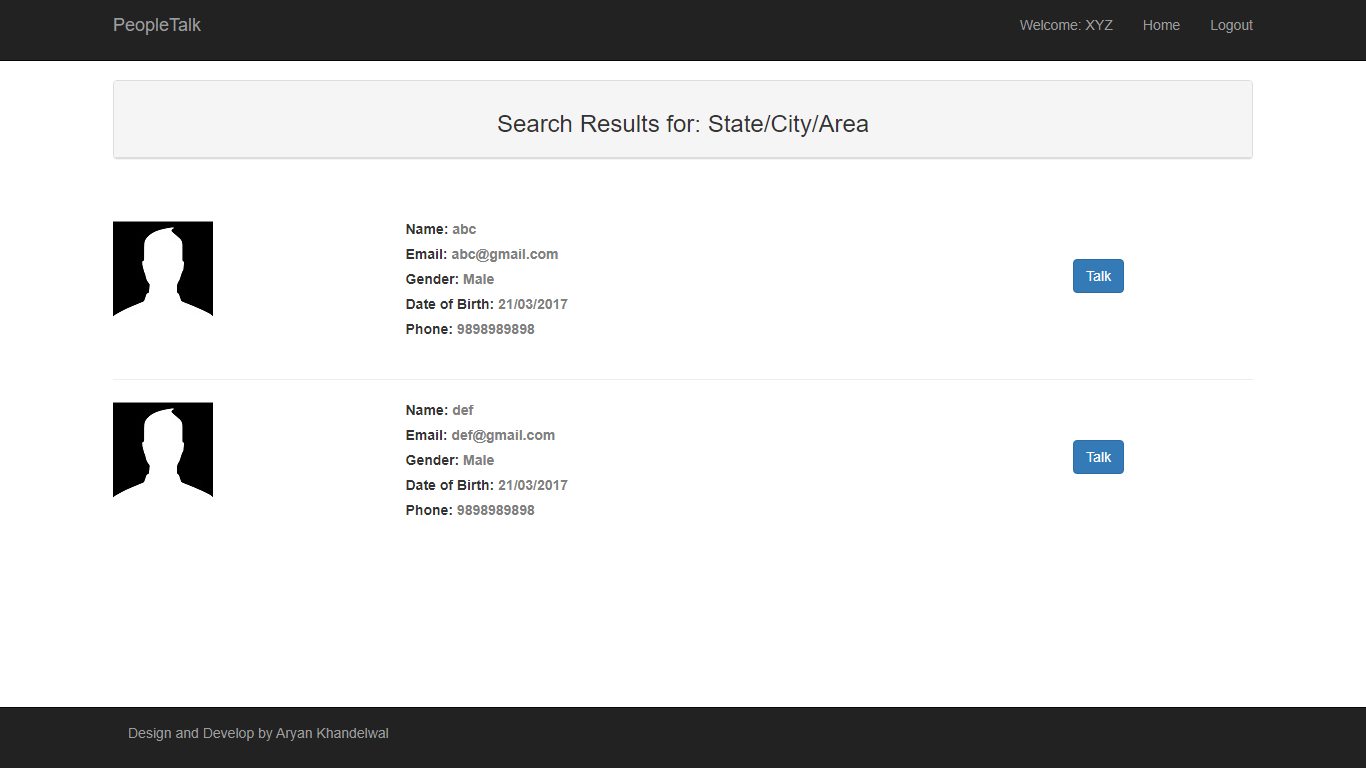 PeopleTalk
Welcome: XYZ
Home
Logout
Search Results for: State/City/Area
Name: abc
Email: abc@gmail.com
Gender: Male
Date of Birth: 21/03/2017
Phone: 9898989898
Talk
Name: def
Email: def@gmail.com
Gender: Male
Date of Birth: 21/03/2017
Phone: 9898989898
Talk
Design and Develop by Aryan Khandelwal